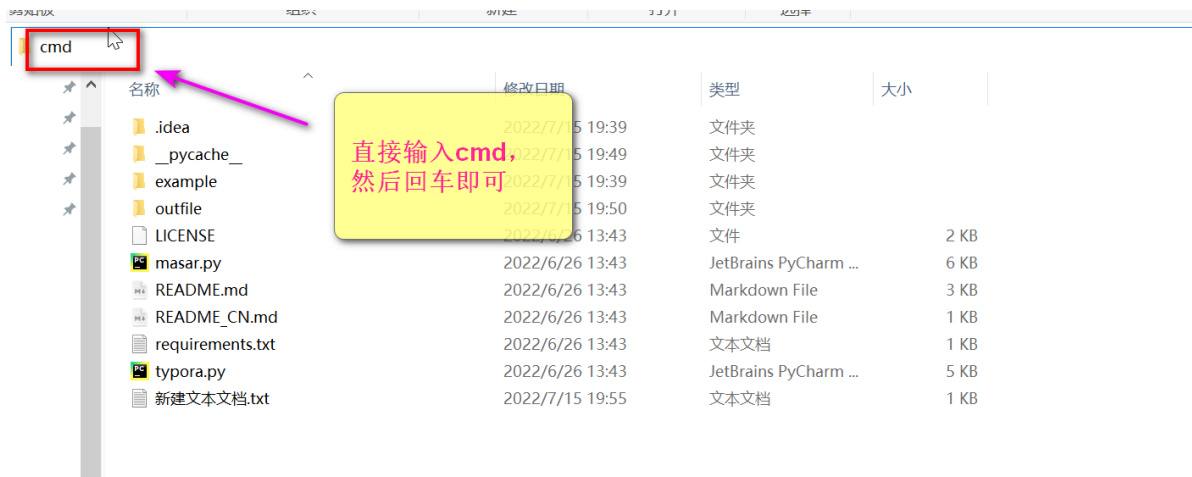 cmd
名称 修改日期 类型 大小
.idea 2022/7/15 19:39 文件夹
__pycache__ 2022/7/15 19:49 文件夹
example 2022/7/15 19:39 文件夹
outfile 2022/7/15 19:50 文件夹
LICENSE 2022/6/26 13:43 文件 2 KB
masar.py 2022/6/26 13:43 JetBrains PyCharm ... 6 KB
README.md 2022/6/26 13:43 Markdown File 3 KB
README_CN.md 2022/6/26 13:43 Markdown File 1 KB
requirements.txt 2022/6/26 13:43 文本文档 1 KB
typora.py 2022/6/26 13:43 JetBrains PyCharm ... 5 KB
新建文本文档.txt 2022/7/15 19:55 文本文档 1 KB
直接输入cmd，
然后回车即可